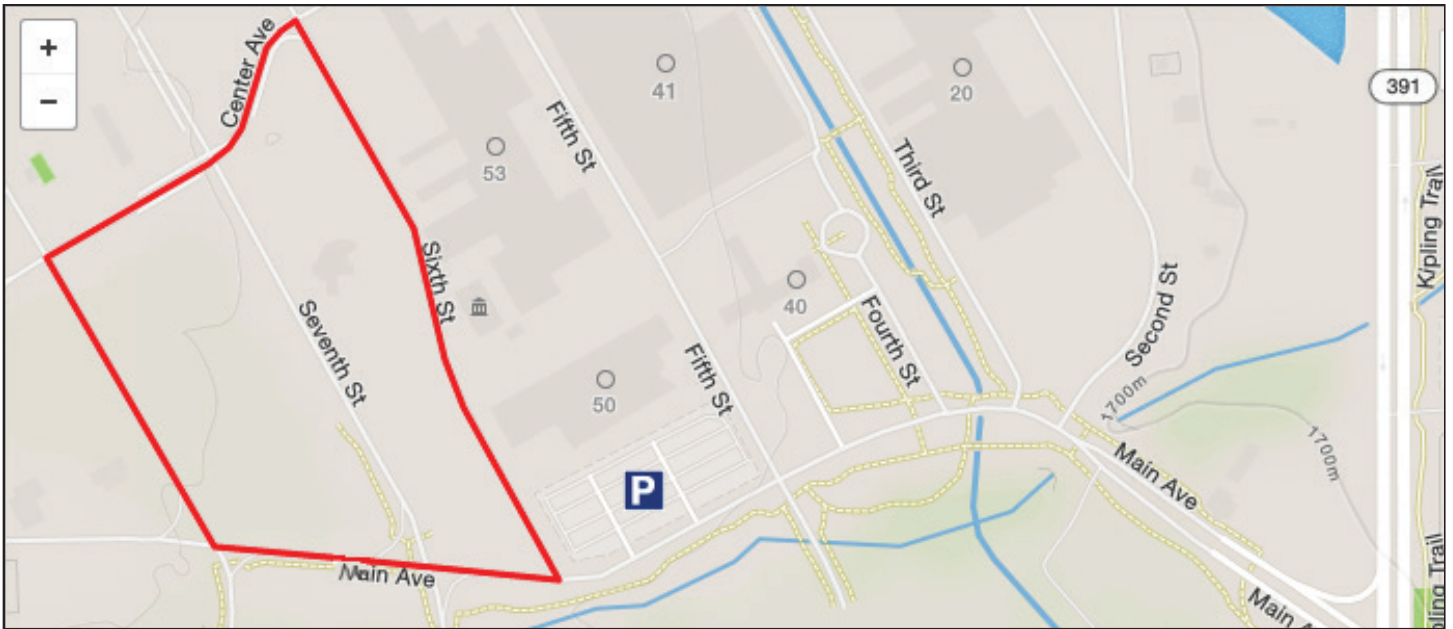 +
−
Center Ave
41
20
391
Fifth St
53
Third St
Kipling Trail
Sixth St
40
Second St
Seventh St
Fourth St
Fifth St
50
1700m
P
Main Ave
1700m
Main Ave
Main